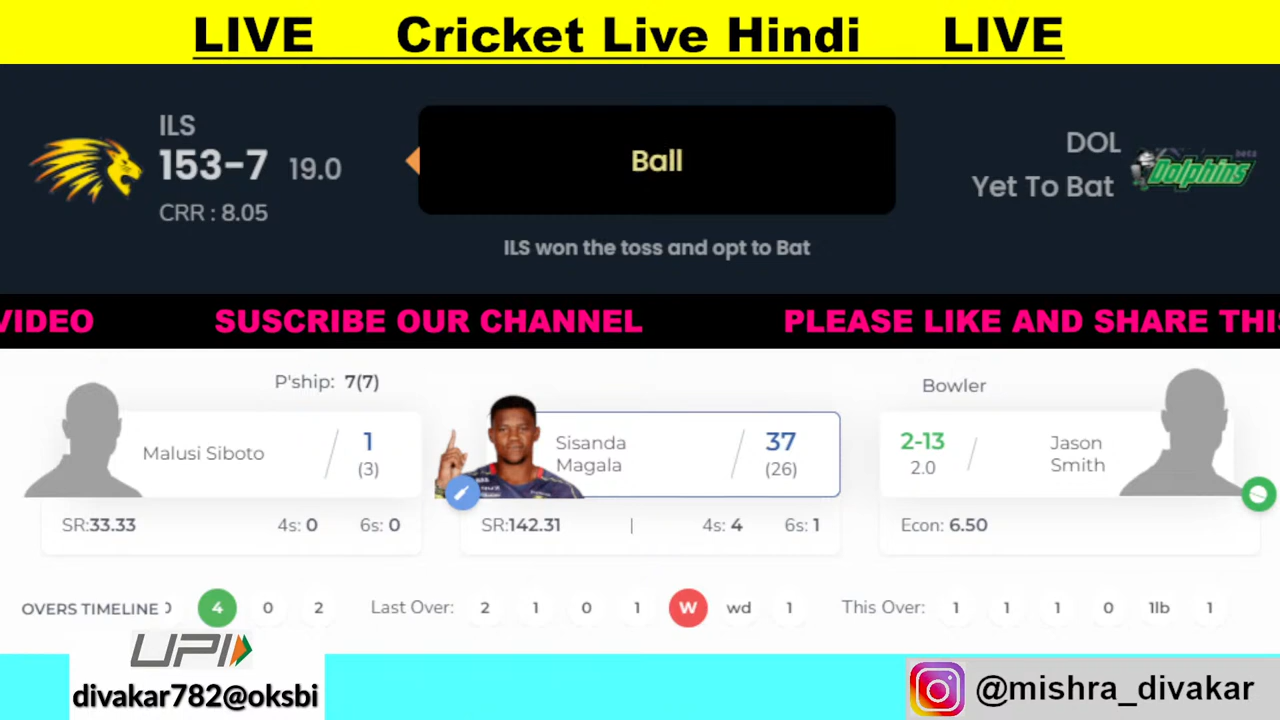 LIVE Cricket Live Hindi LIVE
ILS
153-7 19.0
CRR : 8.05
Ball
DOL
Yet To Bat
Dolphins
ILS won the toss and opt to Bat
VIDEO SUSCRIBE OUR CHANNEL PLEASE LIKE AND SHARE THIS
P'ship: 7(7)
Malusi Siboto 1
(3)
SR:33.33 4s: 0 6s: 0
Sisanda
Magala
37
(26)
SR:142.31 | 4s: 4 6s: 1
Bowler
2-13
2.0
Jason
Smith
Econ: 6.50
OVERS TIMELINE 4 0 2 Last Over: 2 1 0 1 W wd 1 This Over: 1 1 1 0 1lb 1
UPI
divakar782@oksbi
@mishra_divakar